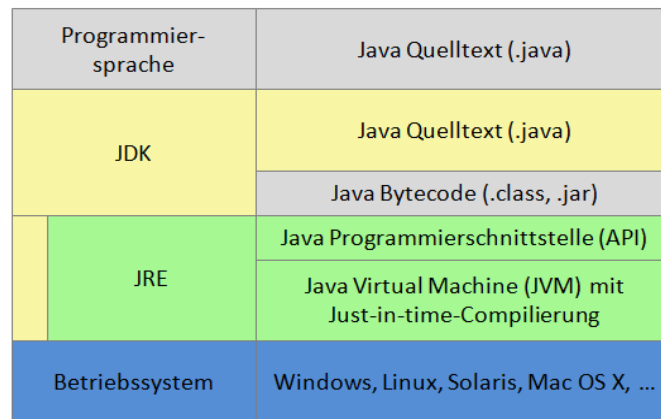 Programmier-
sprache
Java Quelltext (.java)
JDK
Java Quelltext (.java)
Java Bytecode (.class, .jar)
JRE
Java Programmierschnittstelle (API)
Java Virtual Machine (JVM) mit
Just-in-time-Compilierung
Betriebssystem
Windows, Linux, Solaris, Mac OS X, ...